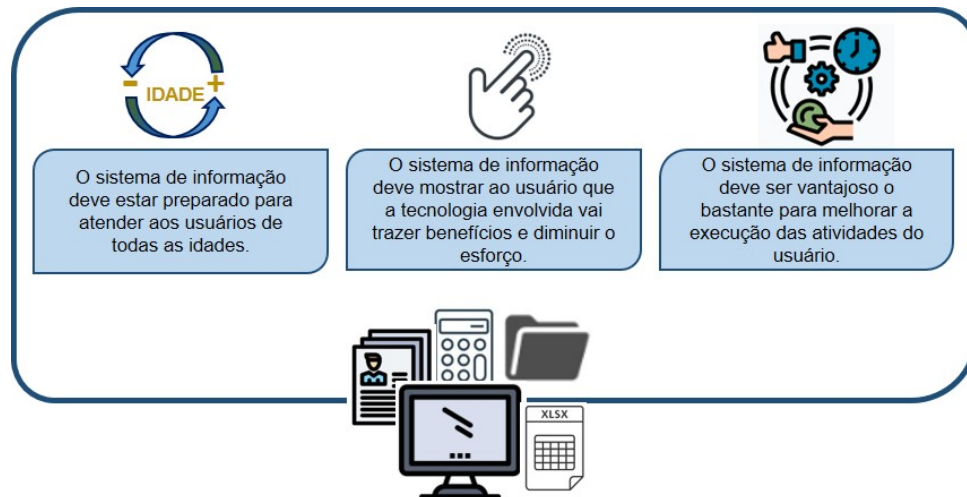 - IDADE +
O sistema de informação
deve estar preparado para
atender aos usuários de
todas as idades.
O sistema de informação
deve mostrar ao usuário que
a tecnologia envolvida vai
trazer benefícios e diminuir o
esforço.
O sistema de informação
deve ser vantajoso o
bastante para melhorar a
execução das atividades do
usuário.
XLSX